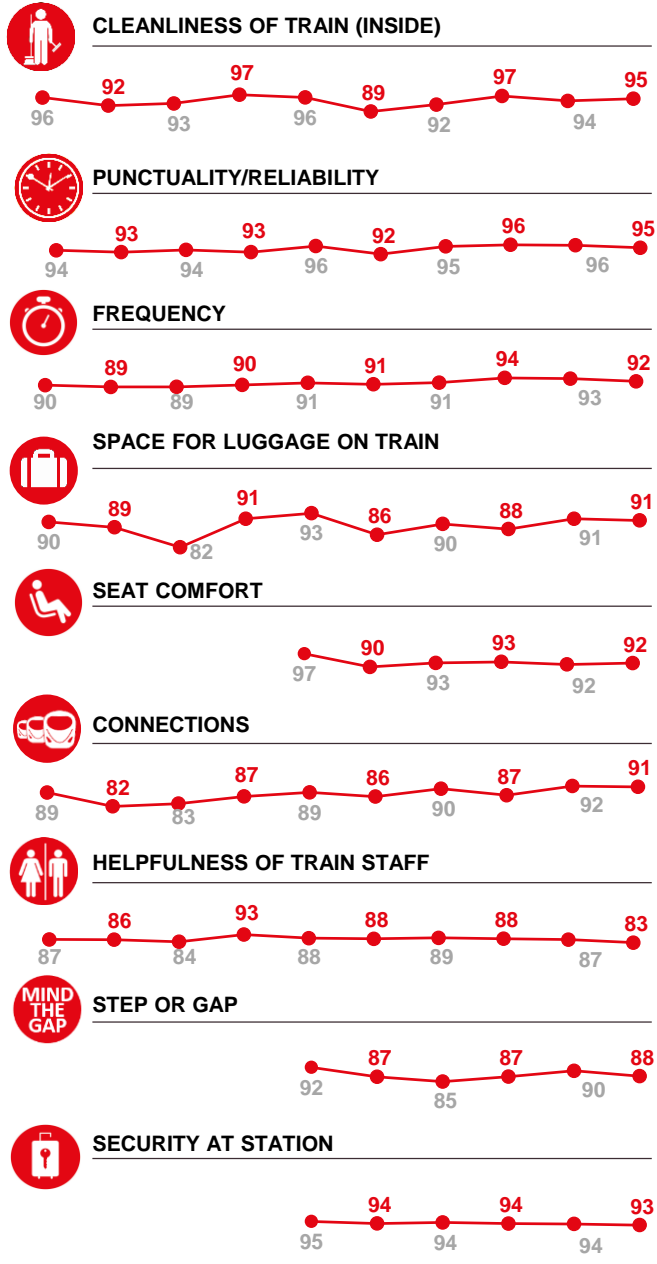 CLEANLINESS OF TRAIN (INSIDE)
96 92 93 97 96 89 92 97 94 95
PUNCTUALITY/RELIABILITY
94 93 94 93 96 92 95 96 96 95
FREQUENCY
90 89 89 90 91 91 91 94 93 92
SPACE FOR LUGGAGE ON TRAIN
90 89 82 91 93 86 90 88 91 91
SEAT COMFORT
97 90 93 93 92 92
CONNECTIONS
89 82 83 87 89 86 90 87 92 91
HELPFULNESS OF TRAIN STAFF
87 86 84 93 88 88 89 88 87 83
MIND
THE
GAP
STEP OR GAP
92 87 85 87 90 88
SECURITY AT STATION
95 94 94 94 94 93